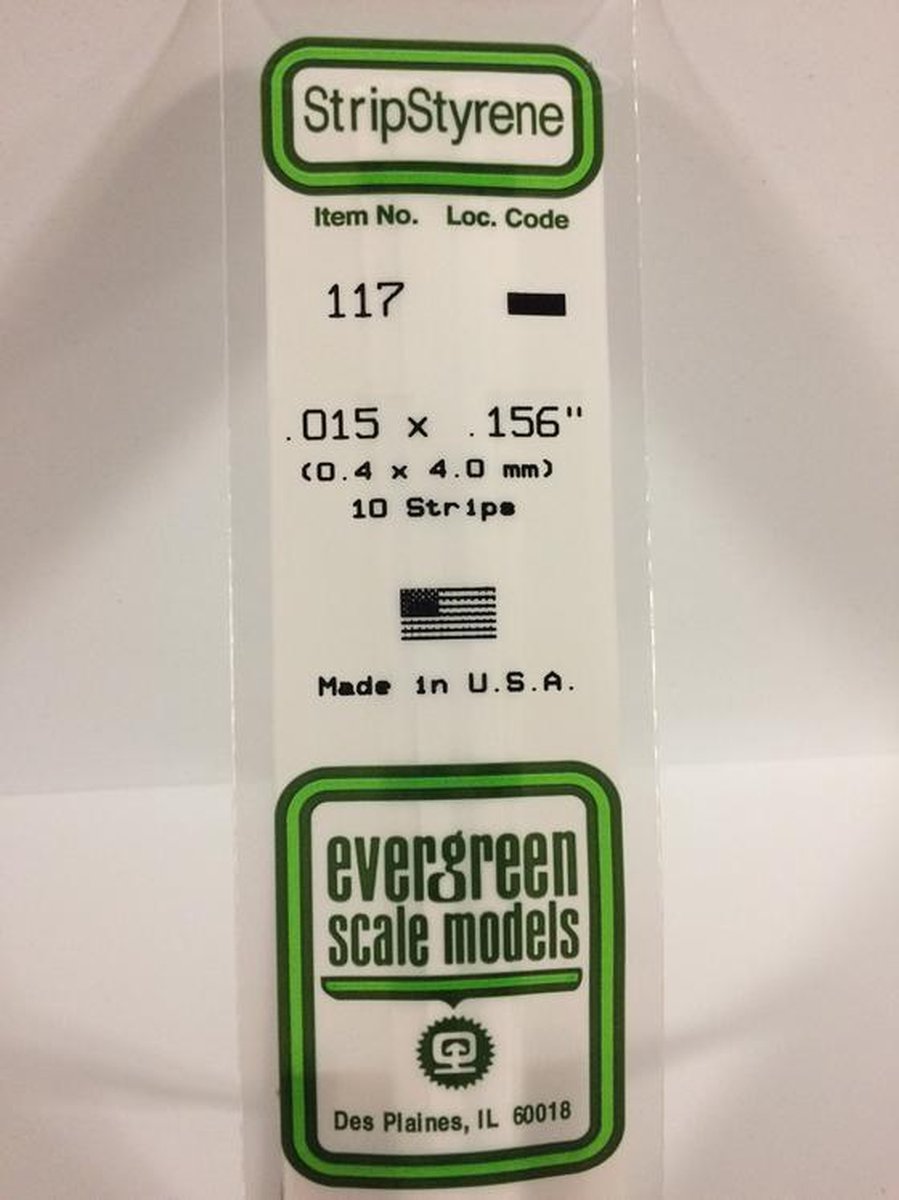 StripStyrene
Item No. Loc. Code
117
.015 x .156"
(0.4 x 4.0 mm)
10 Strips
Made in U.S.A.
evergreen
scale models
Des Plaines, IL 60018